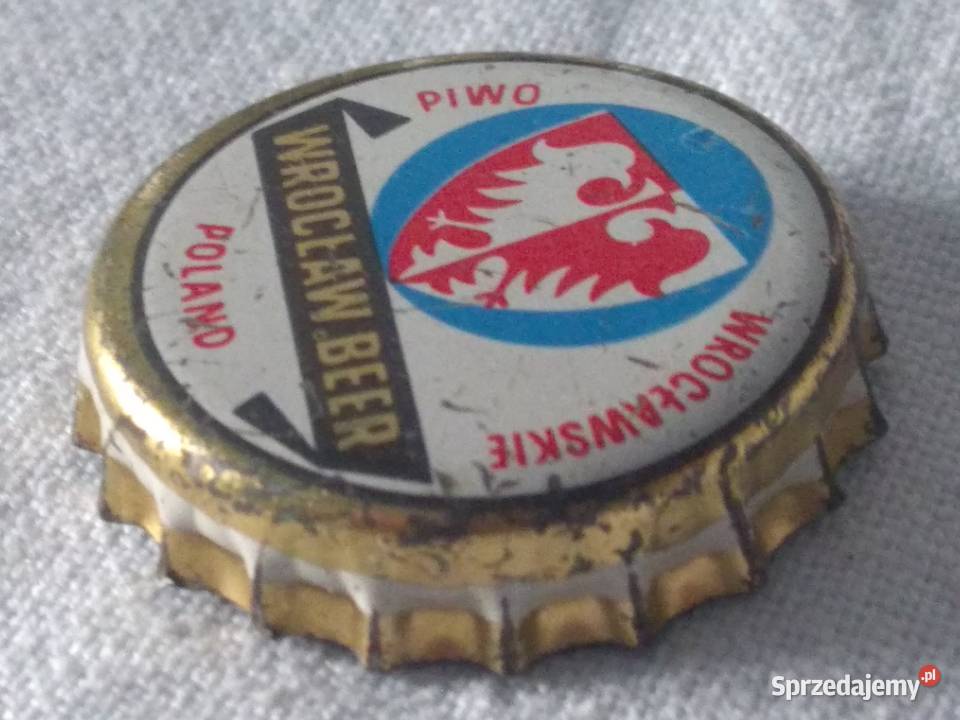 PIWO
WROCŁAWSKIE
WROCŁAW.BEER
POLAND
Sprzedajemy.pl